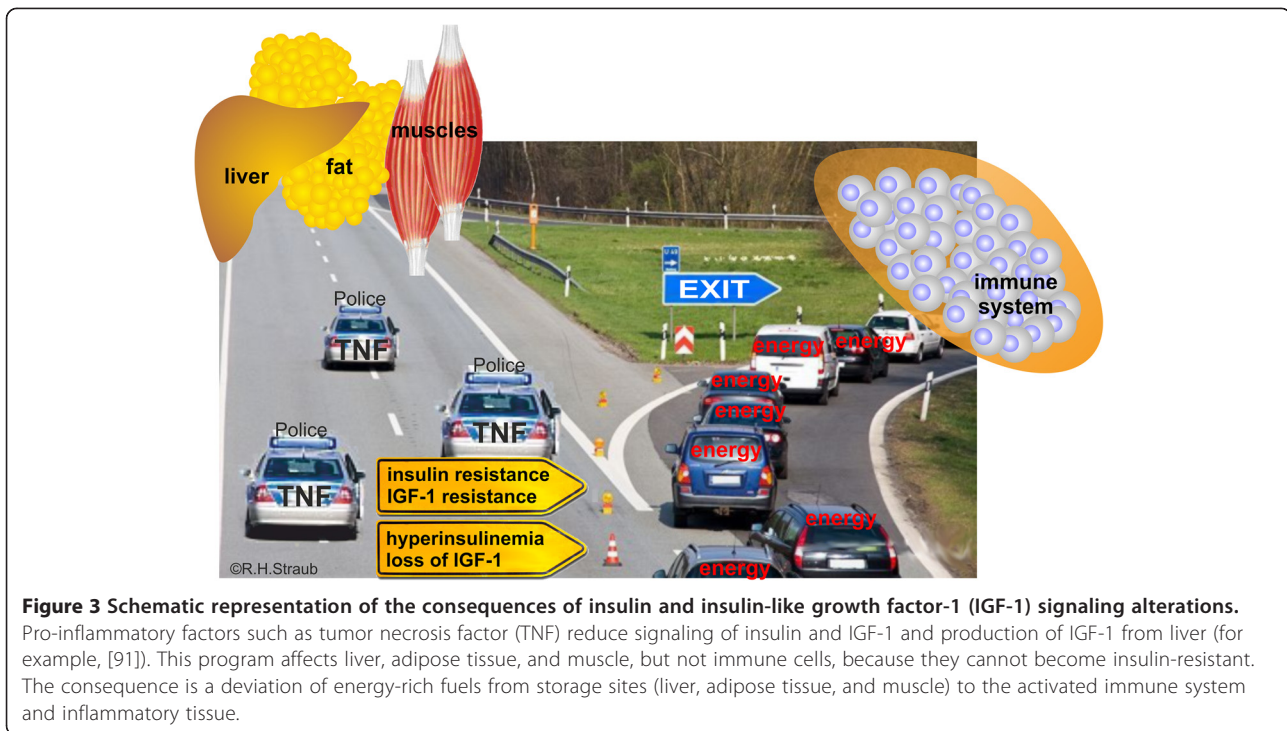 muscles
liver
fat
immune
system
EXIT
Police
TNF
energy
energy
energy
Police
TNF
energy
energy
Police
TNF
insulin resistance
IGF-1 resistance
energy
hyperinsulinemia
loss of IGF-1
energy
©R.H.Straub
Figure 3 Schematic representation of the consequences of insulin and insulin-like growth factor-1 (IGF-1) signaling alterations.
Pro-inflammatory factors such as tumor necrosis factor (TNF) reduce signaling of insulin and IGF-1 and production of IGF-1 from liver (for
example, [91]). This program affects liver, adipose tissue, and muscle, but not immune cells, because they cannot become insulin-resistant.
The consequence is a deviation of energy-rich fuels from storage sites (liver, adipose tissue, and muscle) to the activated immune system
and inflammatory tissue.